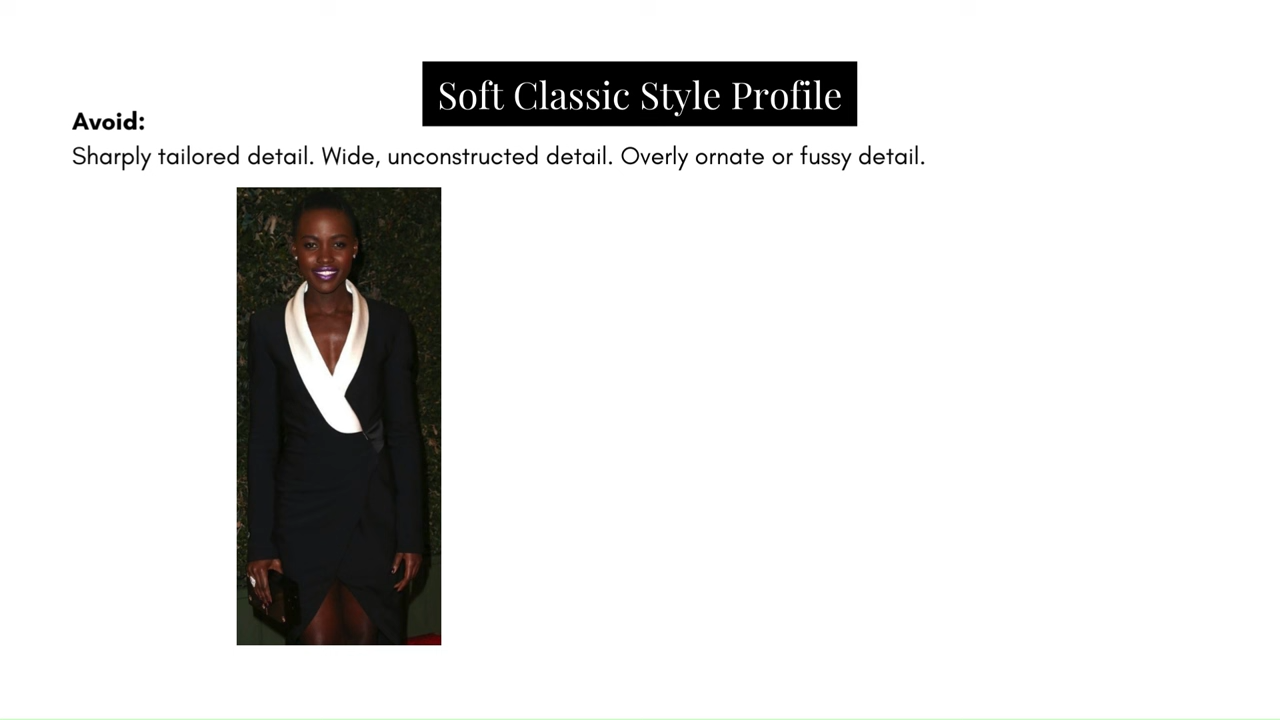 Soft Classic Style Profile
Avoid:
Sharply tailored detail. Wide, unconstructed detail. Overly ornate or fussy detail.